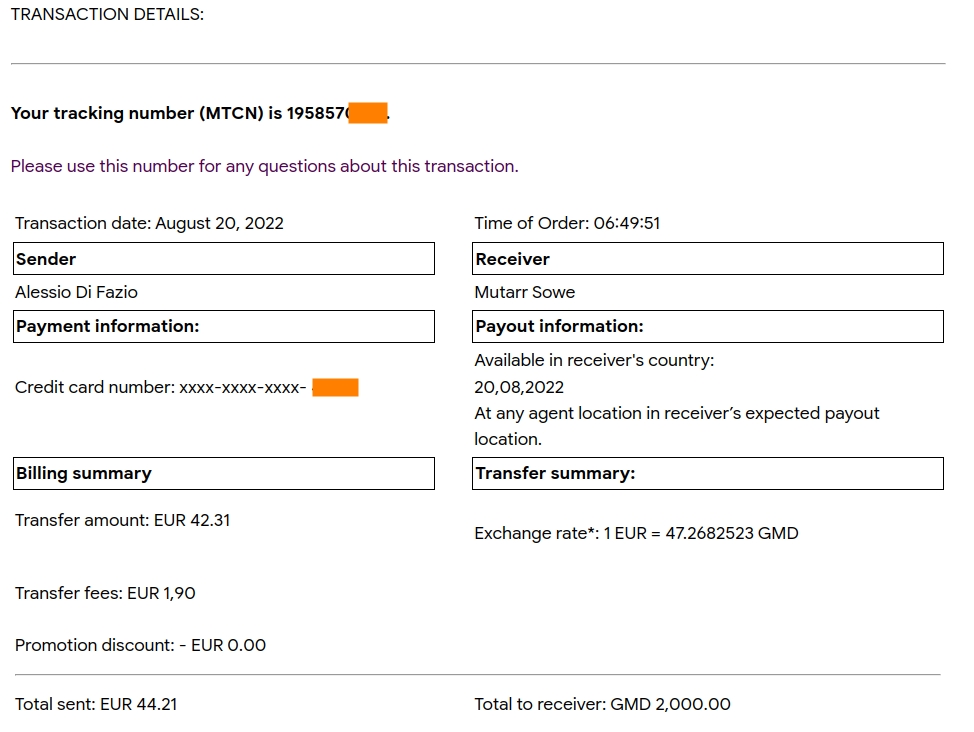 TRANSACTION DETAILS:
Your tracking number (MTCN) is 195857
Please use this number for any questions about this transaction.
Transaction date: August 20, 2022
Time of Order: 06:49:51
Sender
Receiver
Alessio Di Fazio
Mutarr Sowe
Payment information:
Payout information:
Credit card number: xxxx-xxxx-xxxx-
Available in receiver's country:
20,08,2022
At any agent location in receiver’s expected payout
location.
Billing summary
Transfer summary:
Transfer amount: EUR 42.31
Exchange rate*: 1 EUR = 47.2682523 GMD
Transfer fees: EUR 1,90
Promotion discount: - EUR 0.00
Total sent: EUR 44.21
Total to receiver: GMD 2,000.00